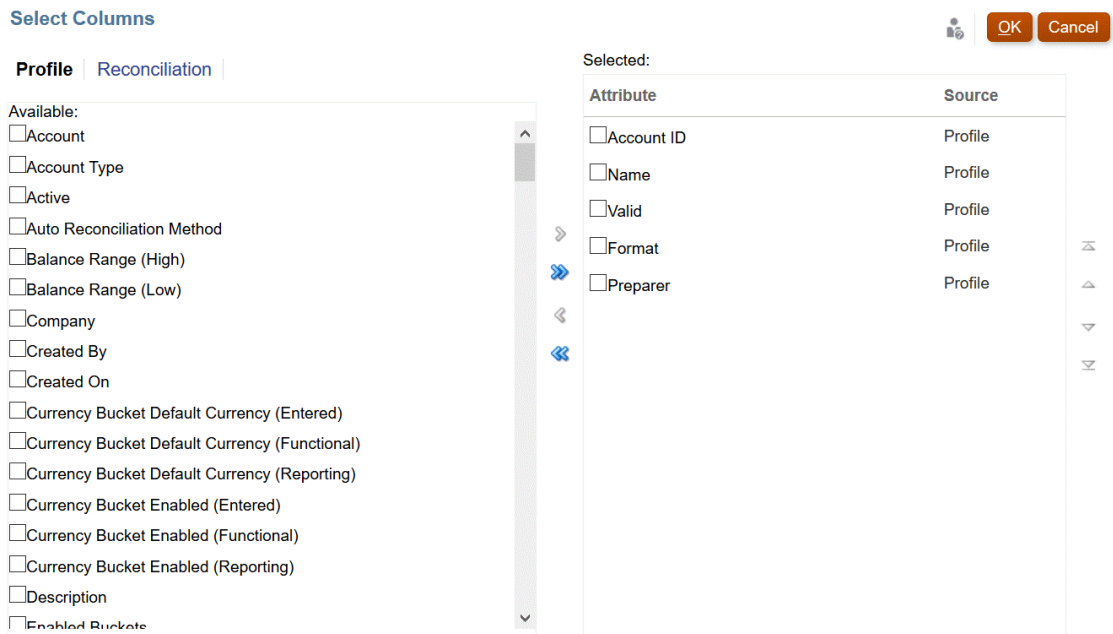 Select Columns
OK
Cancel
Profile
Reconciliation
Available:
Account
Account Type
Active
Auto Reconciliation Method
Balance Range (High)
Balance Range (Low)
Company
Created By
Created On
Currency Bucket Default Currency (Entered)
Currency Bucket Default Currency (Functional)
Currency Bucket Default Currency (Reporting)
Currency Bucket Enabled (Entered)
Currency Bucket Enabled (Functional)
Currency Bucket Enabled (Reporting)
Description
Enabled Buckets
Selected:
Attribute Source
Account ID Profile
Name Profile
Valid Profile
Format Profile
Preparer Profile